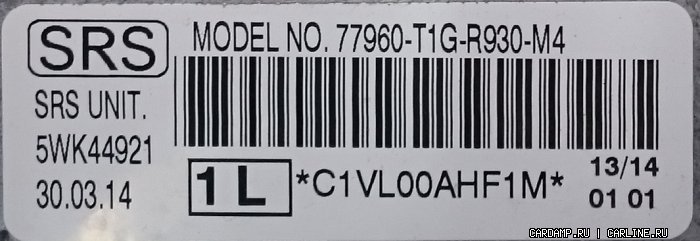 SRS
MODEL NO. 77960-T1G-R930-M4
SRS UNIT.
5WK44921
30.03.14
1L
*C1VL00AHF1M*
13/14
01 01
CARDAMP.RU | CARLINE.RU